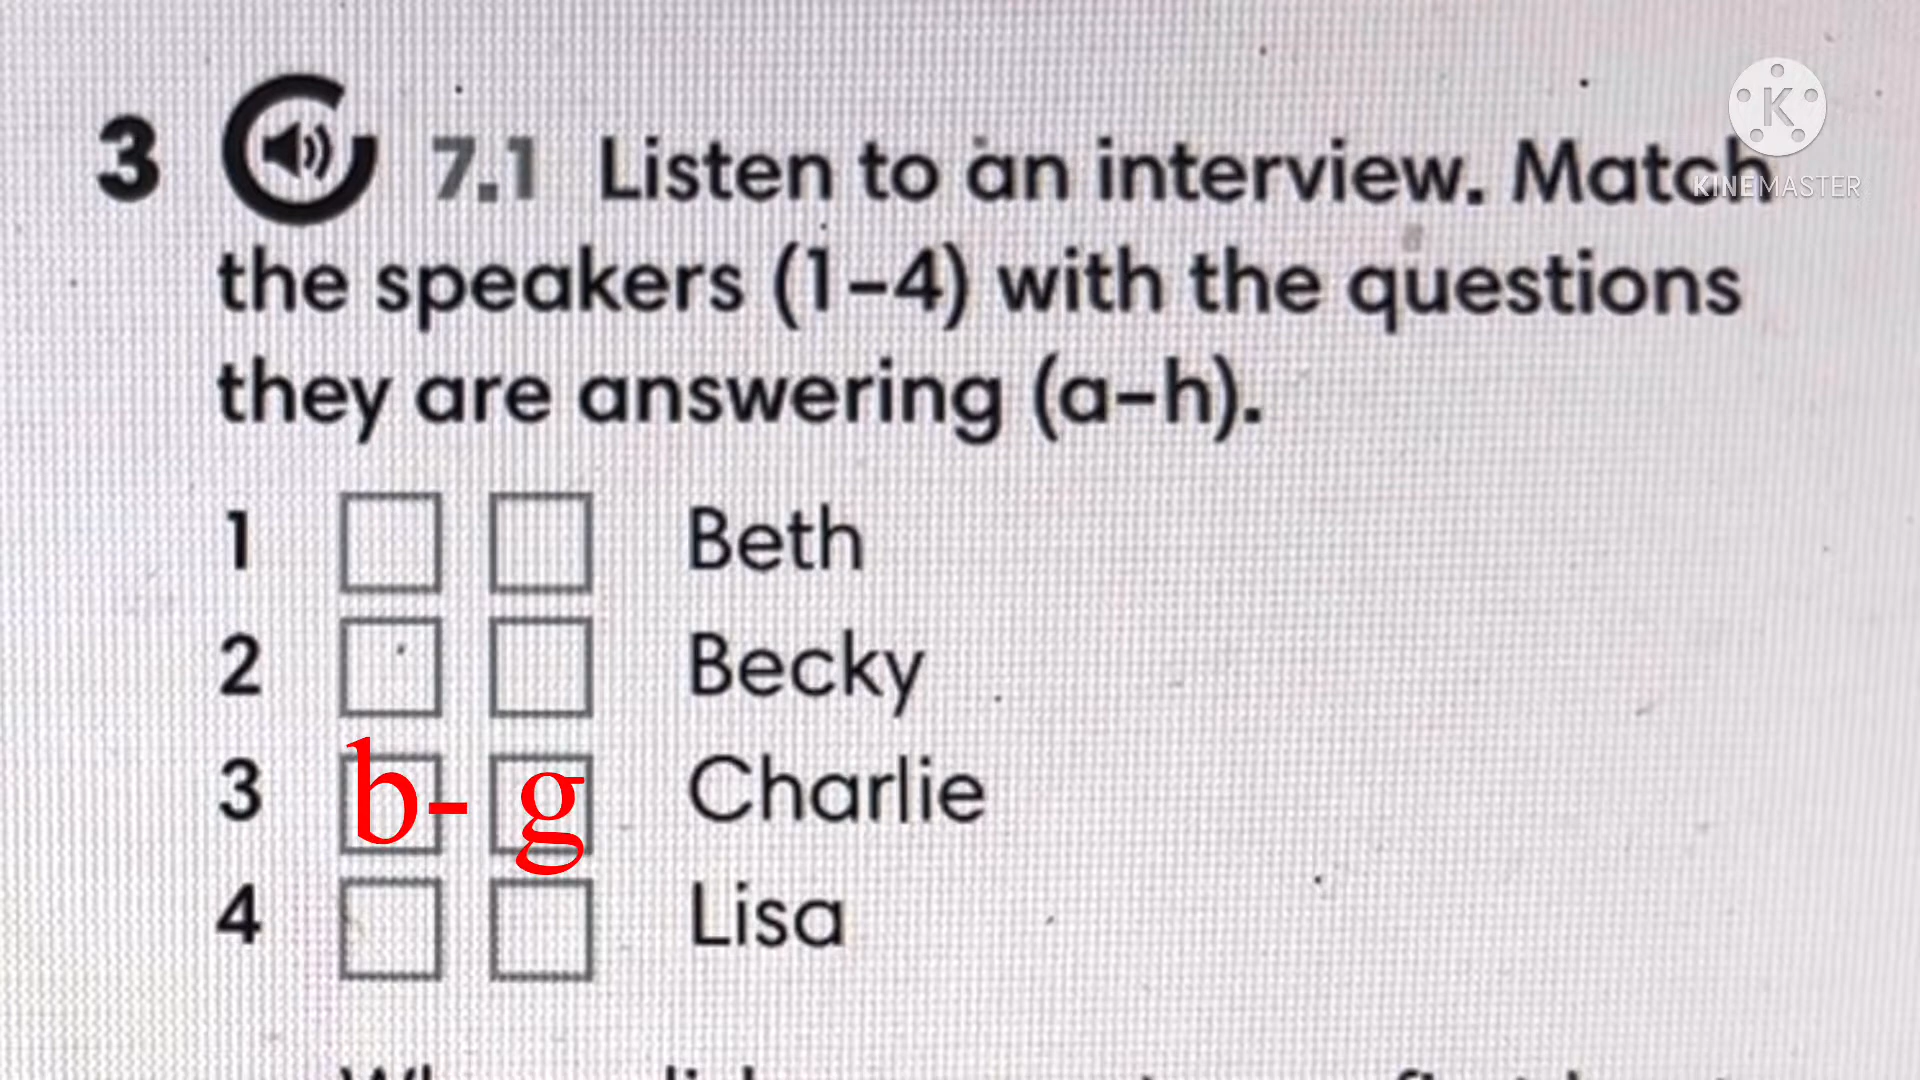 3 7.1 Listen to an interview. Match
the speakers (1–4) with the questions
they are answering (a–h).
1 Beth
2 Becky
3 b- g Charlie
4 Lisa
K
KINEMASTER